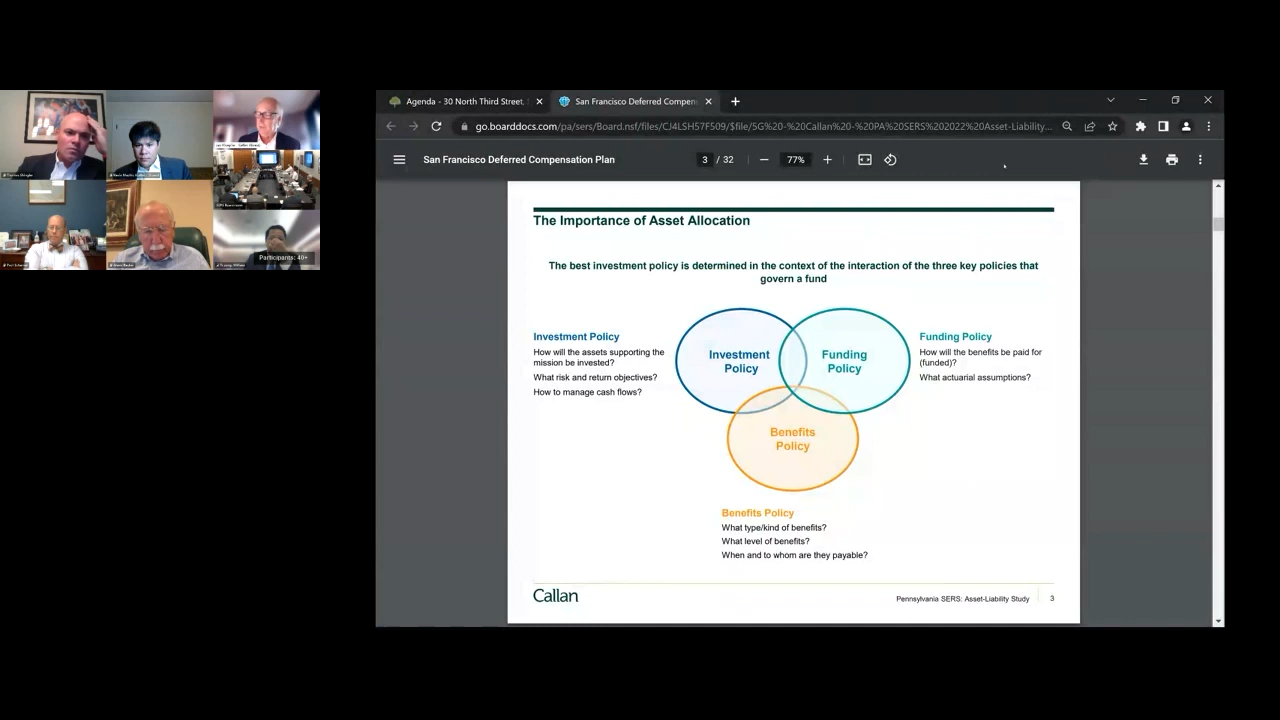 Agenda - 30 North Third Street,
San Francisco Deferred Compen
go.boarddocs.com/pa/sers/Board.nsf/files/CJ4LSH57F509/$file/5G%20-%20Callan%20-%20PA%20SERS%202022%20Asset-Liability...
San Francisco Deferred Compensation Plan
3 / 32
77%
The Importance of Asset Allocation
The best investment policy is determined in the context of the interaction of the three key policies that
govern a fund
Investment Policy
How will the assets supporting the
mission be invested?
What risk and return objectives?
How to manage cash flows?
Investment
Policy
Funding
Policy
Funding Policy
How will the benefits be paid for
(funded)?
What actuarial assumptions?
Benefits
Policy
Benefits Policy
What type/kind of benefits?
What level of benefits?
When and to whom are they payable?
Callan
Pennsylvania SERS: Asset-Liability Study
3
Participants: 40+